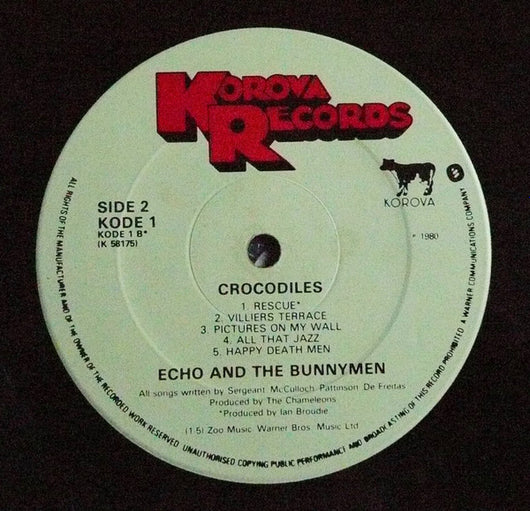 KOROVA
RECORDS
KOROVA
SIDE 2
KODE 1
KODE 1 B*
(K 58175)
℗ 1980
CROCODILES
1. RESCUE*
2. VILLIERS TERRACE
3. PICTURES ON MY WALL
4. ALL THAT JAZZ
5. HAPPY DEATH MEN
ECHO AND THE BUNNYMEN
All songs written by Sergeant McCulloch Pattinson De Freitas
Produced by The Chameleons
*Produced by Ian Broudie
(1-5) Zoo Music Warner Bros. Music Ltd
ALL RIGHTS OF THE MANUFACTURER AND OF THE OWNER OF THE RECORDED WORK RESERVED UNAUTHORISED COPYING PUBLIC PERFORMANCE AND BROADCASTING OF THIS RECORD PROHIBITED A WARNER COMMUNICATIONS COMPANY